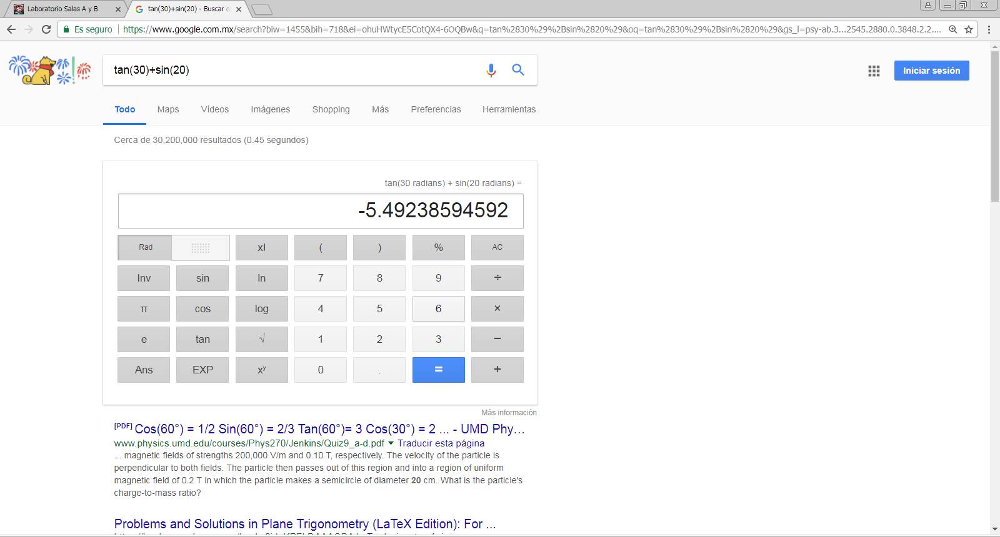 Laboratorio Salas A y B
tan(30)+sin(20) - Buscar c
Es seguro
https://www.google.com.mx/search?biw=1455&bih=718&ei=ohuHWtycE5CotQX4-6OQBw&q=tan%2830%29%2Bsin%2820%29&oq=tan%2830%29%2Bsin%2820%29&gs_l=psy-ab.3...2545.2880.0.3848.2.2....
tan(30)+sin(20)
Iniciar sesión
Todo Maps Vídeos Imágenes Shopping Más Preferencias Herramientas
Cerca de 30,200,000 resultados (0.45 segundos)
tan(30 radians) + sin(20 radians) =
-5.49238594592
Rad x! ( ) % AC
Inv sin ln 7 8 9 ÷
π cos log 4 5 6 ×
e tan √ 1 2 3 −
Ans EXP xʸ 0 . = +
Más información
[PDF] Cos(60°) = 1/2 Sin(60°) = 2/3 Tan(60°)= 3 Cos(30°) = 2 ... - UMD Phy…
www.physics.umd.edu/courses/Phys270/Jenkins/Quiz9_a-d.pdf ▼ Traducir esta página
... magnetic fields of strengths 200,000 V/m and 0.10 T, respectively. The velocity of the particle is
perpendicular to both fields. The particle then passes out of this region and into a region of uniform
magnetic field of 0.2 T in which the particle makes a semicircle of diameter 20 cm. What is the particle's
charge-to-mass ratio?
Problems and Solutions in Plane Trigonometry (LaTeX Edition): For ...